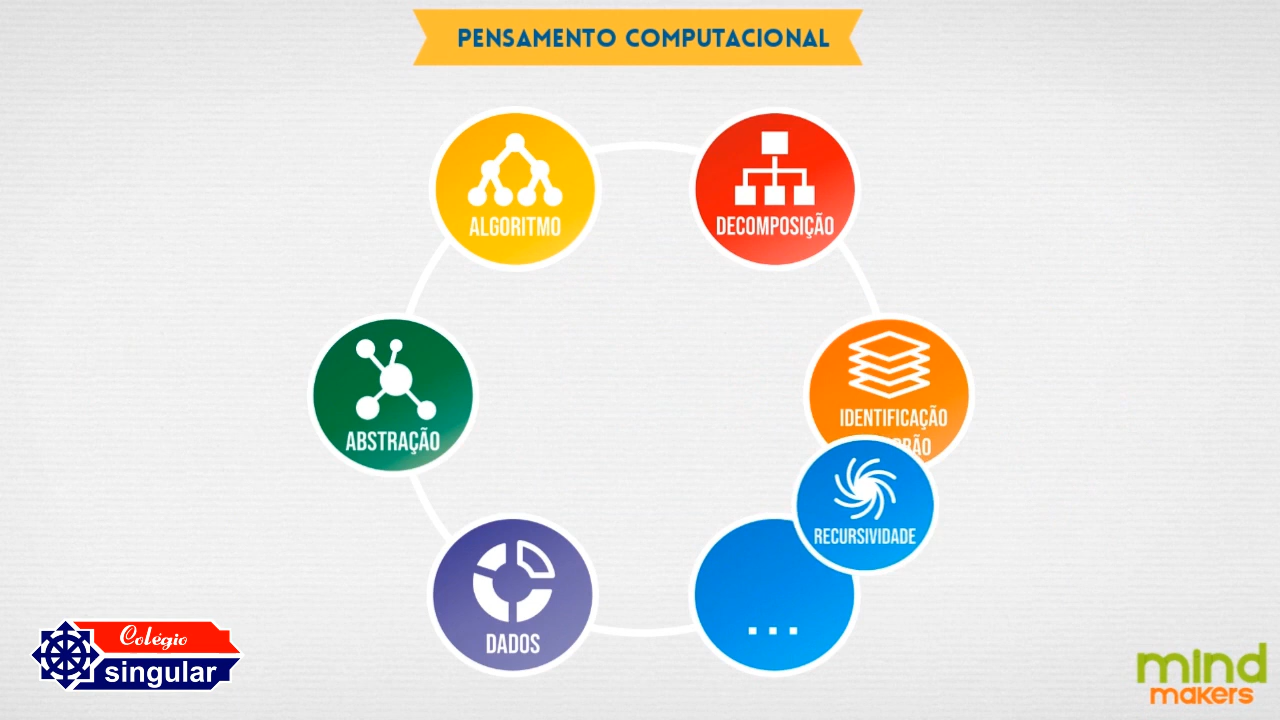 PENSAMENTO COMPUTACIONAL
ALGORITMO
DECOMPOSIÇÃO
ABSTRAÇÃO
IDENTIFICAÇÃO
RECURSIVIDADE
...
DADOS
Colégio
singular
mind
makers